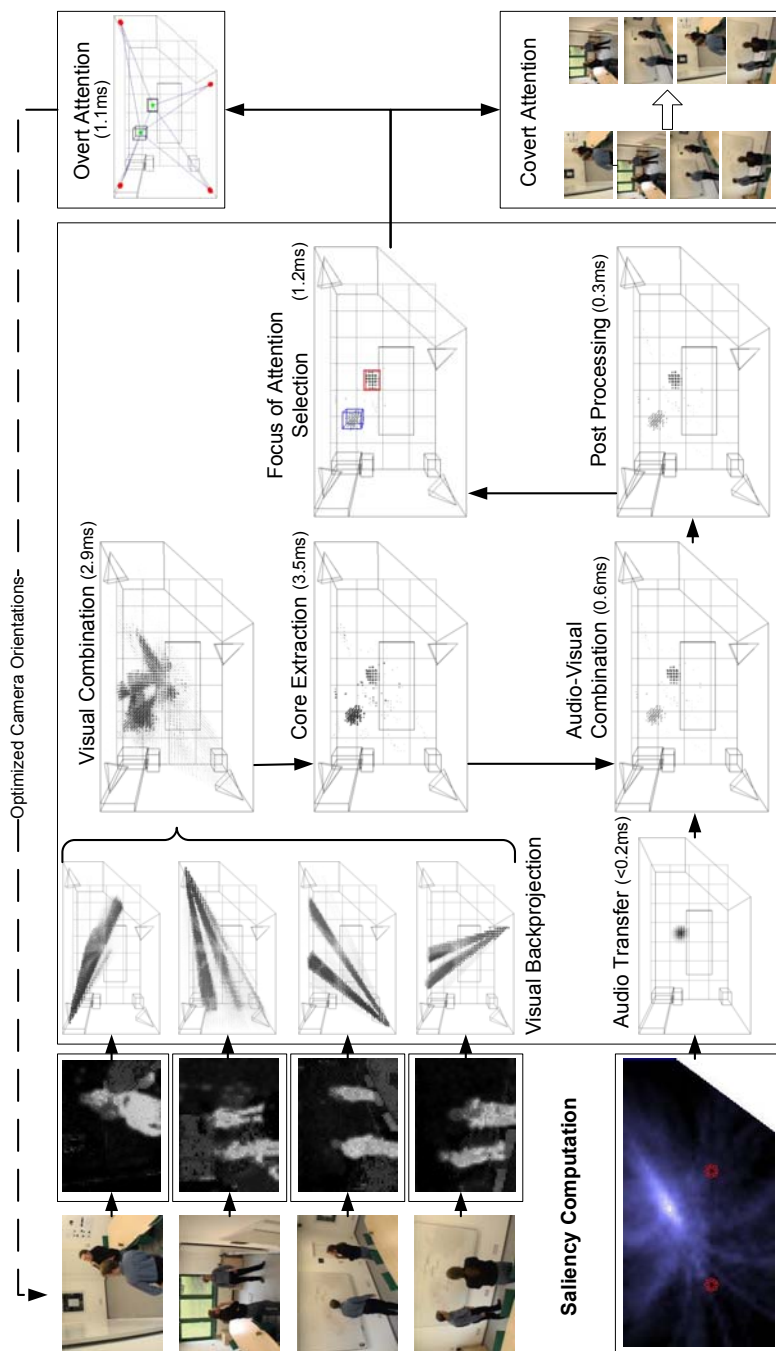 Optimized Camera Orientations
Saliency Computation
Visual Backprojection
Audio Transfer (<0.2ms)
Visual Combination (2.9ms)
Core Extraction (3.5ms)
Audio-Visual
Combination (0.6ms)
Focus of Attention
Selection
(1.2ms)
Post Processing (0.3ms)
Overt Attention
(1.1ms)
Covert Attention